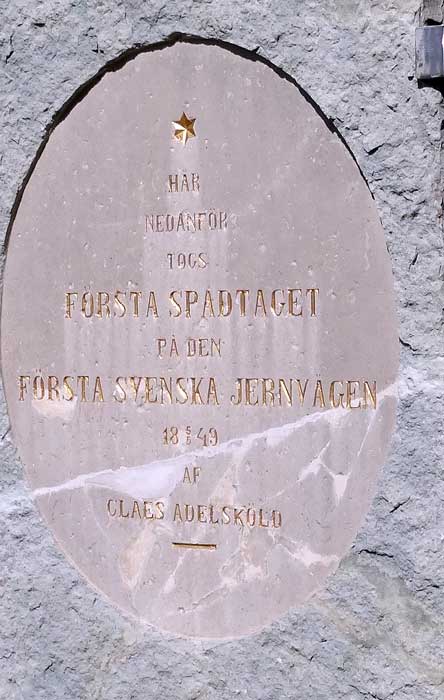 HÄR
NEDANFÖR
TOGS
FÖRSTA SPADTAGET
PÅ DEN
FÖRSTA SVENSKA JERNVÄGEN
18 49
AF
CLAES ADELSKÖLD